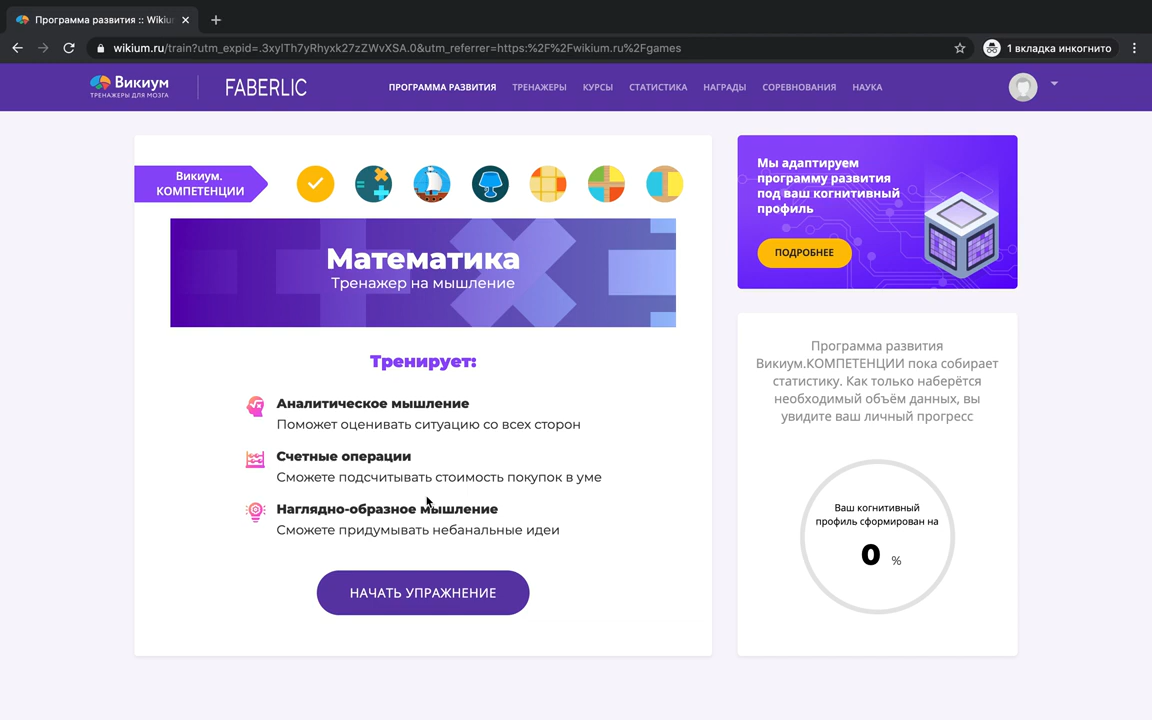 Программа развития :: Wikiu
wikium.ru/train?utm_expid=.3xyITh7yRhyxk27zZWvXSA.0&utm_referrer=https:%2F%2Fwikium.ru%2Fgames
1 вкладка инкогнито
Викиум
ТРЕНАЖЕРЫ ДЛЯ МОЗГА
FABERLIC
ПРОГРАММА РАЗВИТИЯ
ТРЕНАЖЕРЫ
КУРСЫ
СТАТИСТИКА
НАГРАДЫ
СОРЕВНОВАНИЯ
НАУКА
Викиум.
КОМПЕТЕНЦИИ
Математика
Тренажер на мышление
Тренирует:
Аналитическое мышление
Поможет оценивать ситуацию со всех сторон
Счетные операции
Сможете подсчитывать стоимость покупок в уме
Наглядно-образное мышление
Сможете придумывать небанальные идеи
НАЧАТЬ УПРАЖНЕНИЕ
Мы адаптируем
программу развития
под ваш когнитивный
профиль
ПОДРОБНЕЕ
Программа развития
Викиум.КОМПЕТЕНЦИИ пока собирает
статистику. Как только наберётся
необходимый объём данных, вы
увидите ваш личный прогресс
Ваш когнитивный
профиль сформирован на
0 %